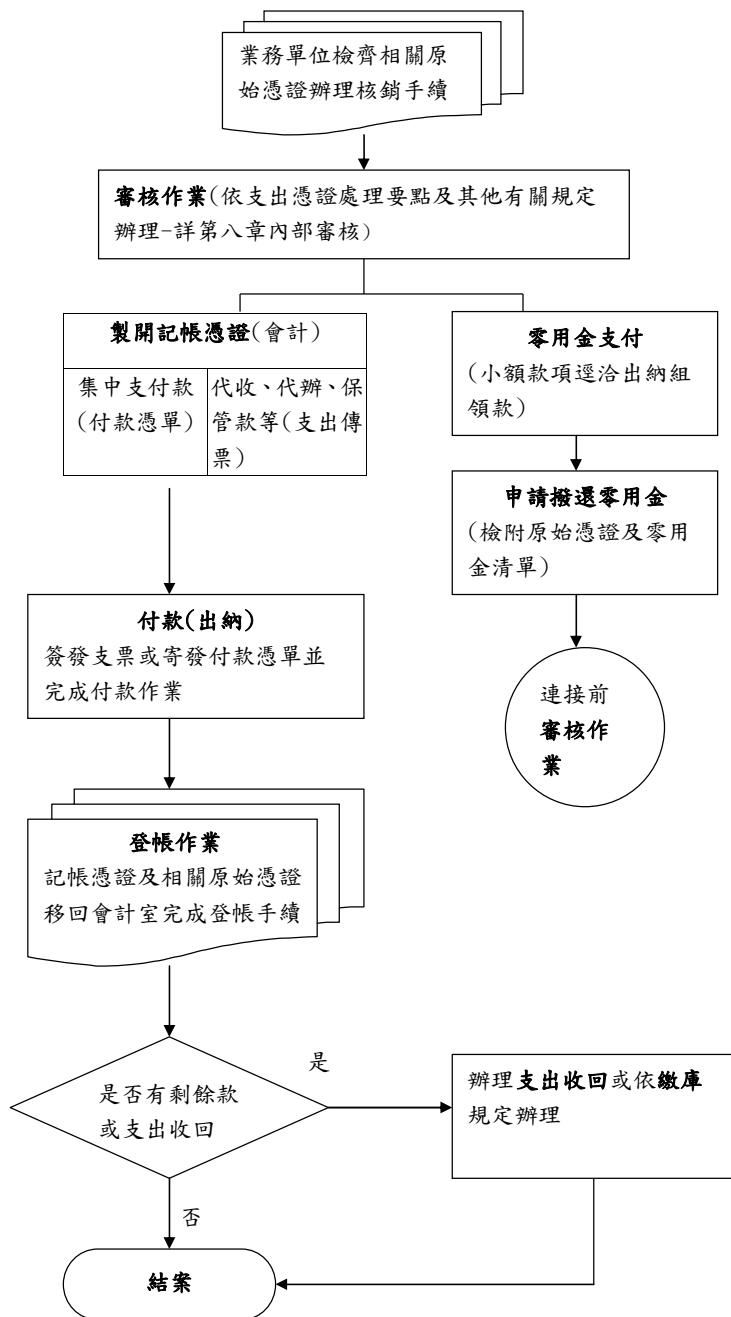 業務單位檢齊相關原
始憑證辦理核銷手續
審核作業(依支出憑證處理要點及其他有關規定
辦理-詳第八章內部審核)
製開記帳憑證(會計)
集中支付款
(付款憑單)
代收、代辦、保
管款等(支出傳
票)
零用金支付
(小額款項逕洽出納組
領款)
申請撥還零用金
(檢附原始憑證及零用
金清單)
付款(出納)
簽發支票或寄發付款憑單並
完成付款作業
連接前
審核作
業
登帳作業
記帳憑證及相關原始憑證
移回會計室完成登帳手續
是否有剩餘款
或支出收回
是
辦理支出收回或依繳庫
規定辦理
否
結案